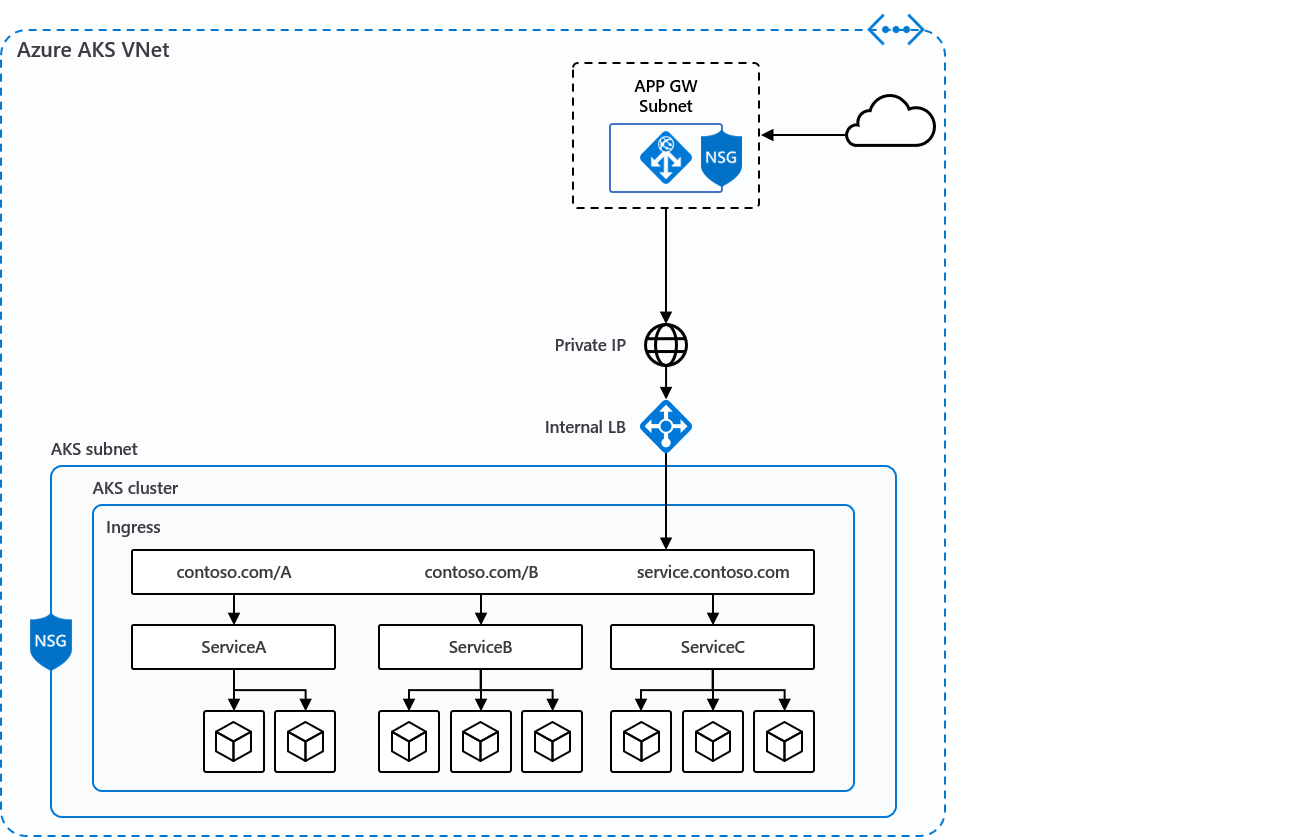 Azure AKS VNet
APP GW
Subnet
NSG
Private IP
Internal LB
AKS subnet
AKS cluster
Ingress
contoso.com/A
contoso.com/B
service.contoso.com
NSG
ServiceA
ServiceB
ServiceC